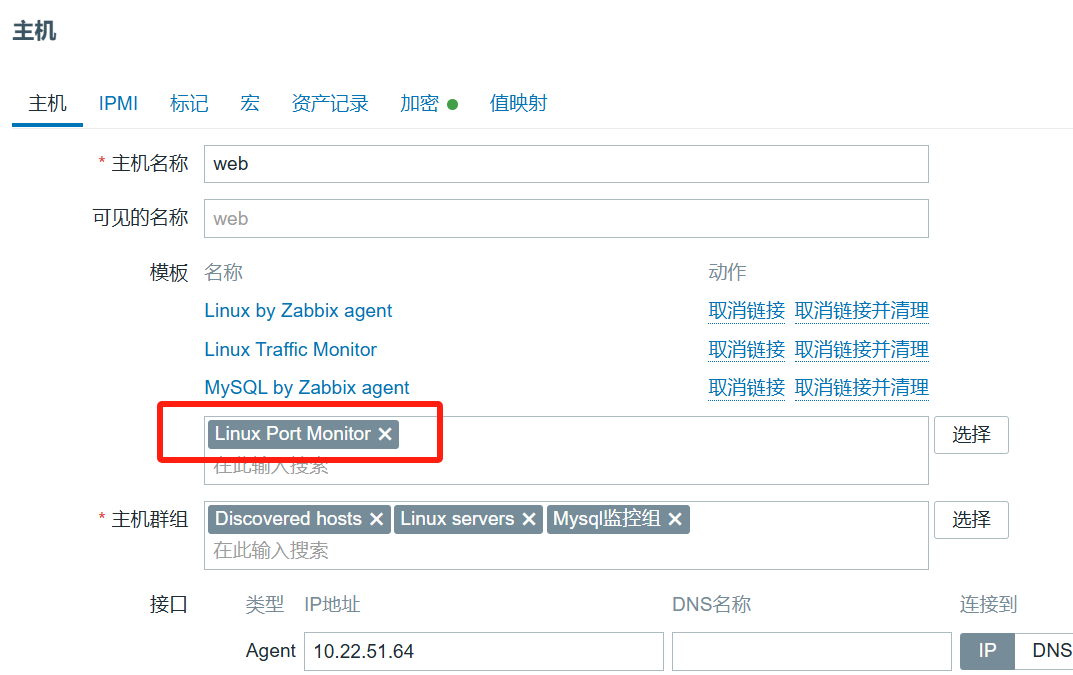 主机
主机 IPMI 标记 宏 资产记录 加密 值映射
* 主机名称 web
可见的名称 web
模板 名称 动作
Linux by Zabbix agent 取消链接 取消链接并清理
Linux Traffic Monitor 取消链接 取消链接并清理
MySQL by Zabbix agent 取消链接 取消链接并清理
Linux Port Monitor ✕ 选择
在此输入搜索
* 主机群组 Discovered hosts ✕ Linux servers ✕ Mysql监控组 ✕ 选择
在此输入搜索
接口 类型 IP地址 DNS名称 连接到
Agent 10.22.51.64 IP DNS